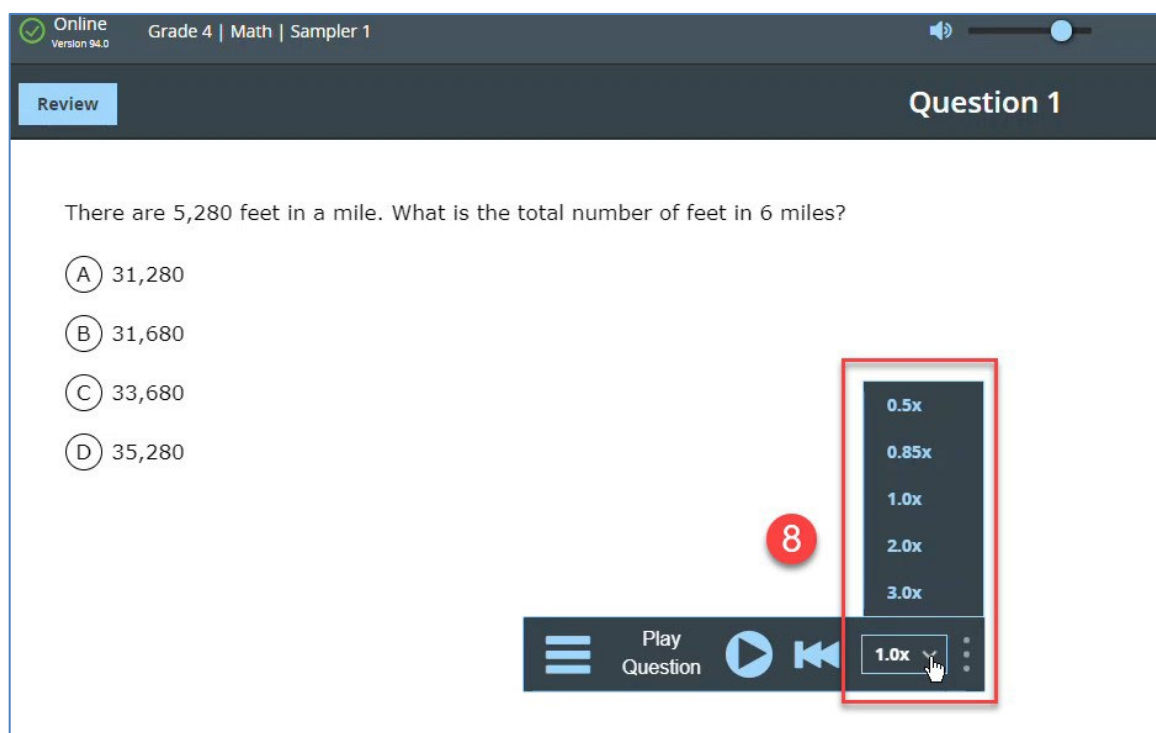 Online
Version 94.0
Grade 4 | Math | Sampler 1
Review
Question 1
There are 5,280 feet in a mile. What is the total number of feet in 6 miles?
A 31,280
B 31,680
C 33,680
D 35,280
0.5x
0.85x
1.0x
2.0x
3.0x
8
Play
Question
1.0x